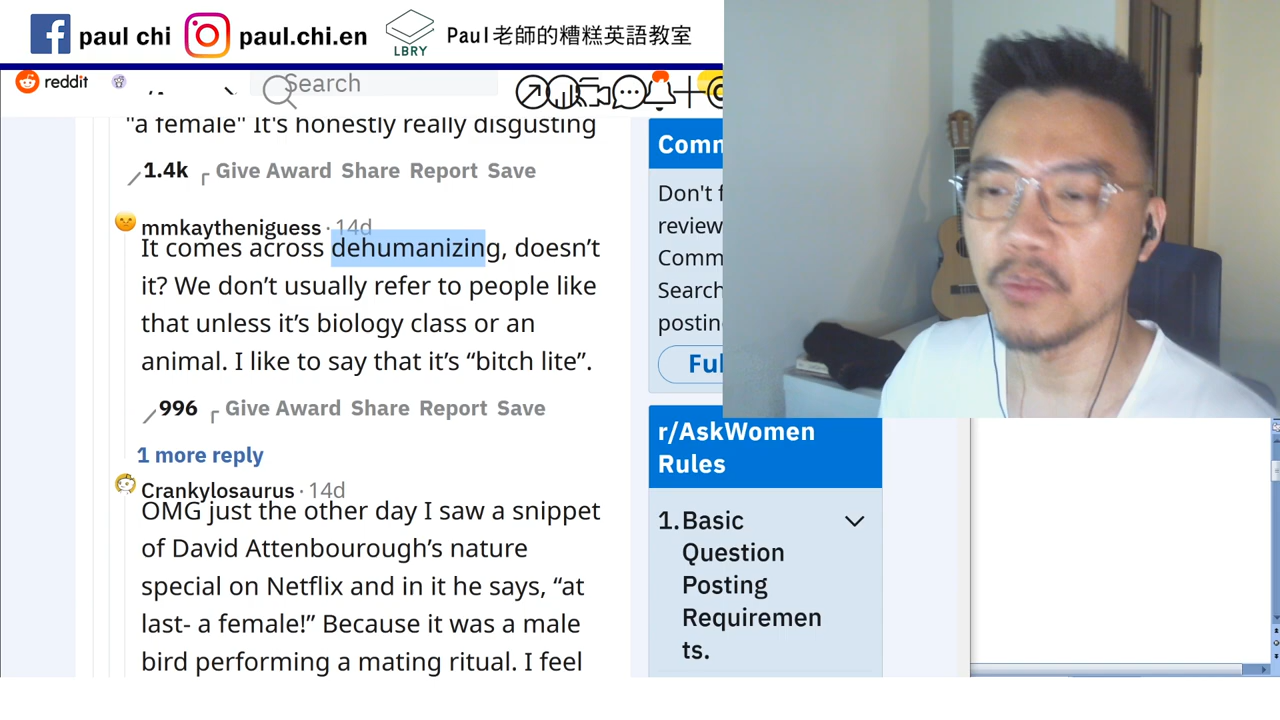 paul chi paul.chi.en LBRY Paul老師的糟糕英語教室
reddit Search
"a female" It's honestly really disgusting
1.4k Give Award Share Report Save
mmkaytheniguess · 14d
It comes across dehumanizing, doesn’t
it? We don’t usually refer to people like
that unless it’s biology class or an
animal. I like to say that it’s “bitch lite”.
996 Give Award Share Report Save
1 more reply
Crankylosaurus · 14d
OMG just the other day I saw a snippet
of David Attenbourough’s nature
special on Netflix and in it he says, “at
last- a female!” Because it was a male
bird performing a mating ritual. I feel
Comm
Don't f
review
Comm
Search
postin
Ful
r/AskWomen
Rules
1. Basic
Question
Posting
Requiremen
ts.